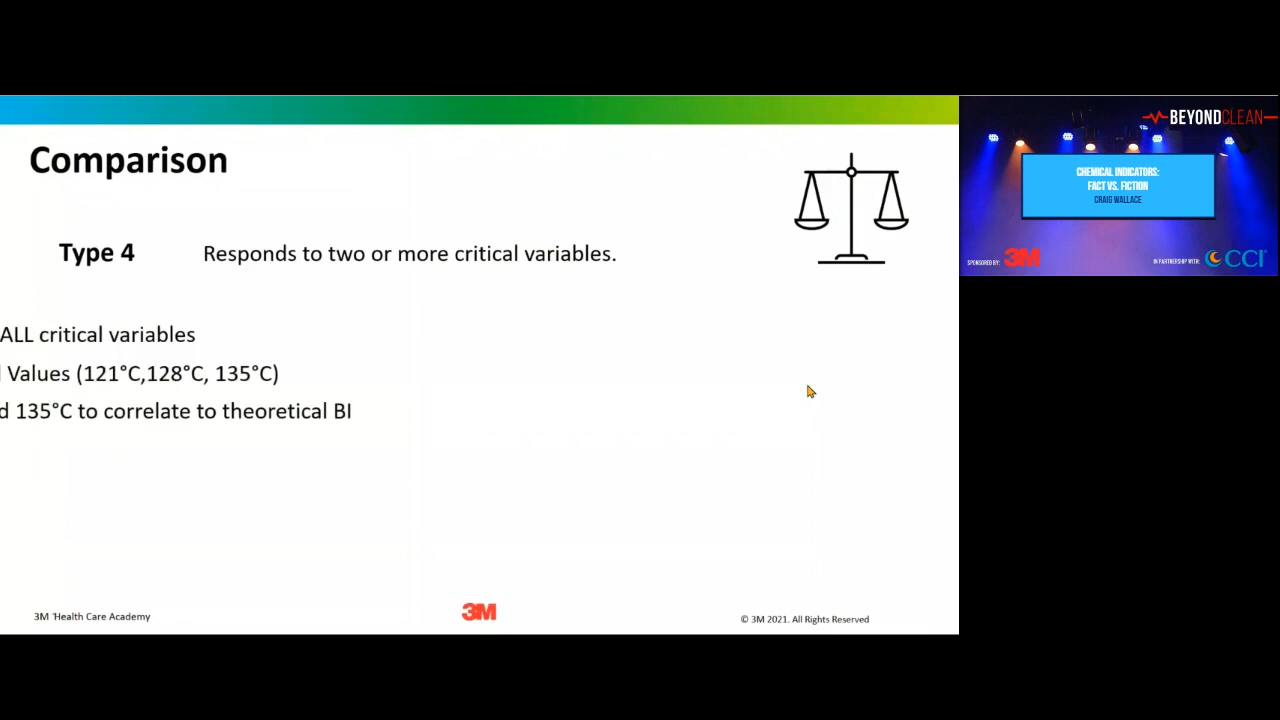 Comparison
Type 4 Responds to two or more critical variables.
ALL critical variables
Values (121°C,128°C, 135°C)
135°C to correlate to theoretical BI
3M Health Care Academy
3M
© 3M 2021. All Rights Reserved
BEYONDCLEAN
CHEMICAL INDICATORS:
FACT VS. FICTION
CRAIG WALLACE
SPONSORED BY: 3M
IN PARTNERSHIP WITH: CCI